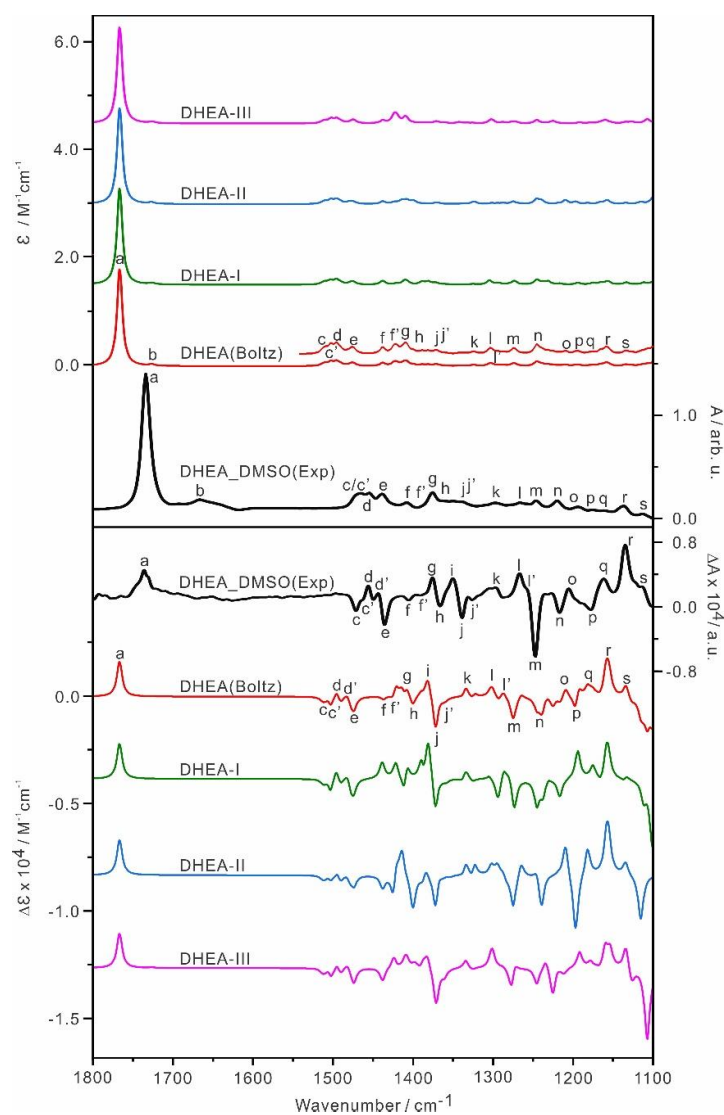 6.0
DHEA-III
4.0
DHEA-II
ε / M⁻¹cm⁻¹
2.0
DHEA-I
a
c d e f f' g h j j' k l m n o p q r s
c' l'
b DHEA(Boltz)
0.0
a
1.0
A/arb. u.
DHEA_DMSO(Exp)
b c/c' d e f f' g h j j' k l m n o p q r s
0.0
0.8
a DHEA_DMSO(Exp) d d' g i k l l' o q r s
c c' e f f' h j j' m n p
0.0
ΔA x 10⁴/a.u.
-0.8
a DHEA(Boltz) d d' g i k l l' o q r s
0.0
c c' e f f' h j j' m n p
DHEA-I
-0.5
Δε x 10⁴ / M⁻¹cm⁻¹
DHEA-II
-1.0
DHEA-III
-1.5
1800 1700 1600 1500 1400 1300 1200 1100
Wavenumber / cm⁻¹